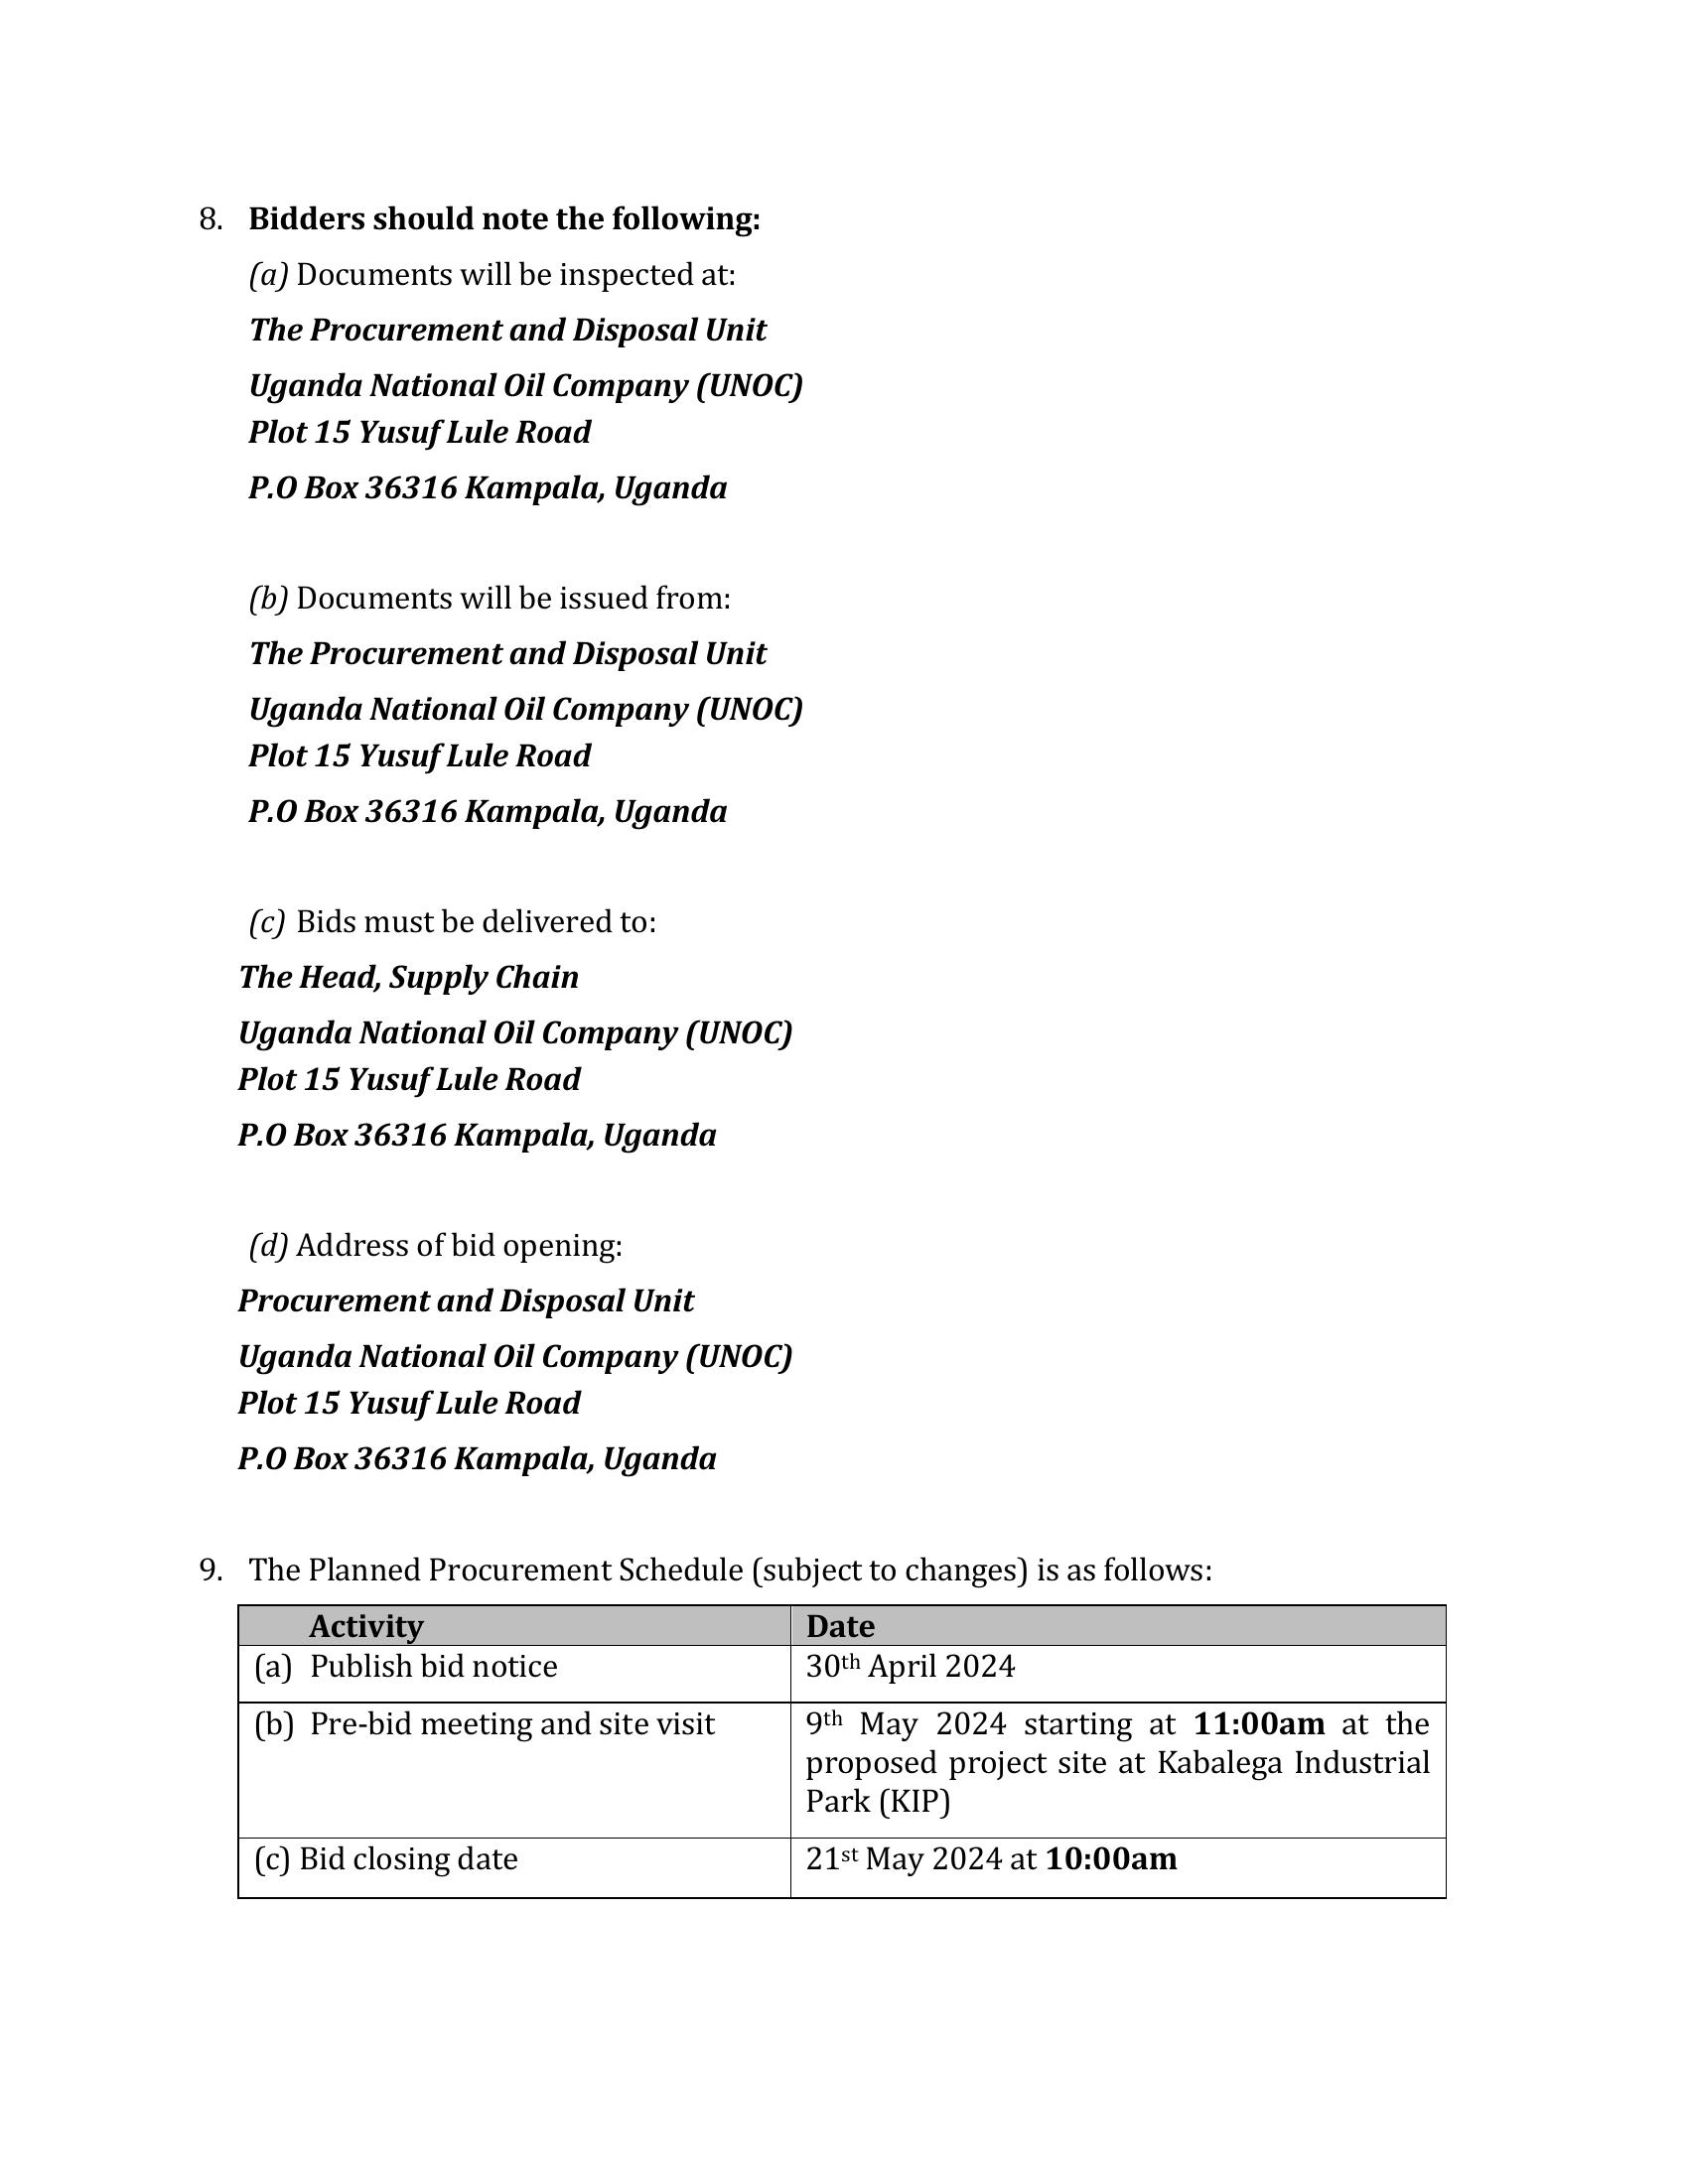 8. Bidders should note the following:
(a) Documents will be inspected at:
The Procurement and Disposal Unit
Uganda National Oil Company (UNOC)
Plot 15 Yusuf Lule Road
P.O Box 36316 Kampala, Uganda
(b) Documents will be issued from:
The Procurement and Disposal Unit
Uganda National Oil Company (UNOC)
Plot 15 Yusuf Lule Road
P.O Box 36316 Kampala, Uganda
(c) Bids must be delivered to:
The Head, Supply Chain
Uganda National Oil Company (UNOC)
Plot 15 Yusuf Lule Road
P.O Box 36316 Kampala, Uganda
(d) Address of bid opening:
Procurement and Disposal Unit
Uganda National Oil Company (UNOC)
Plot 15 Yusuf Lule Road
P.O Box 36316 Kampala, Uganda
9. The Planned Procurement Schedule (subject to changes) is as follows:
Activity Date
(a) Publish bid notice 30th April 2024
(b) Pre-bid meeting and site visit 9th May 2024 starting at 11:00am at the
proposed project site at Kabalega Industrial
Park (KIP)
(c) Bid closing date 21st May 2024 at 10:00am